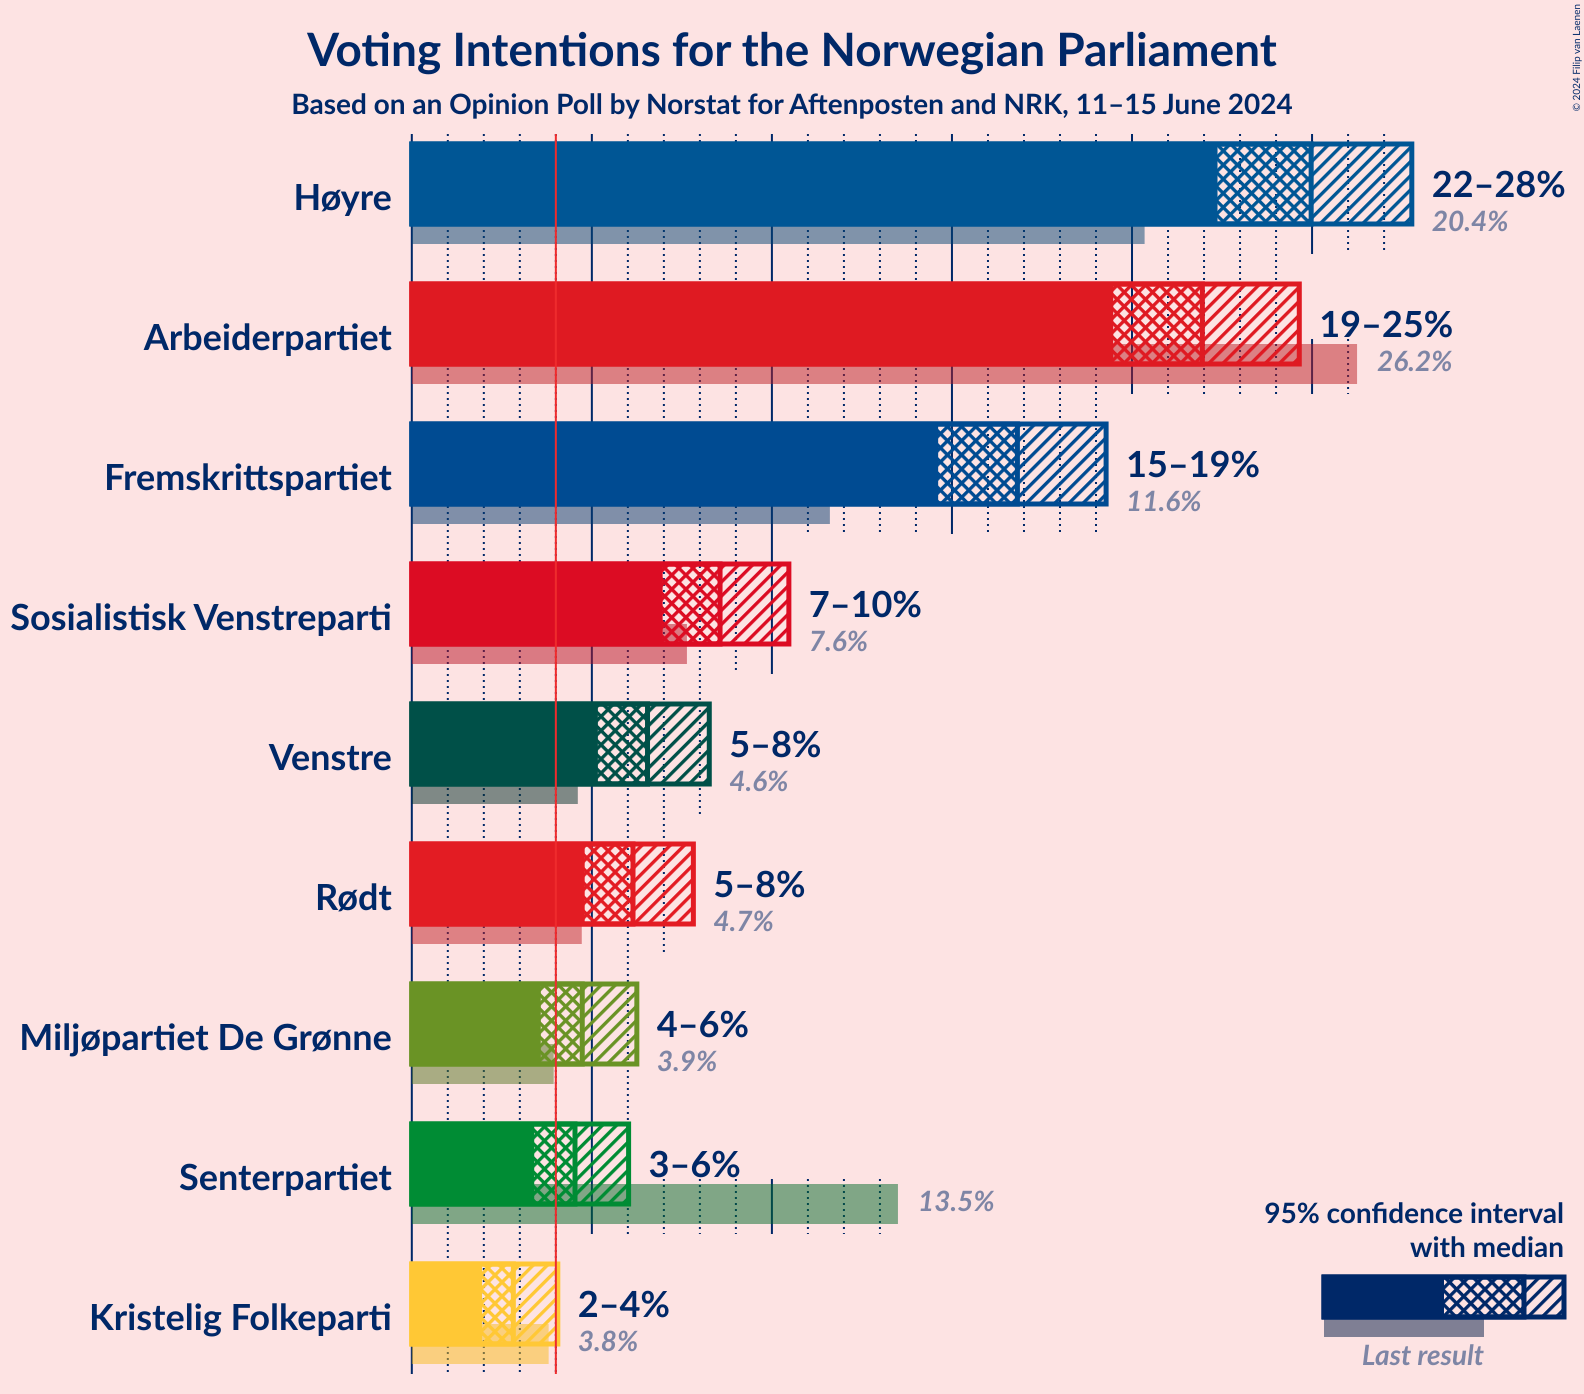 Voting Intentions for the Norwegian Parliament
Based on an Opinion Poll by Norstat for Aftenposten and NRK, 11–15 June 2024
© 2024 Filip van Laenen
Høyre
22–28%
20.4%
Arbeiderpartiet
19–25%
26.2%
Fremskrittspartiet
15–19%
11.6%
Sosialistisk Venstreparti
7–10%
7.6%
Venstre
5–8%
4.6%
Rødt
5–8%
4.7%
Miljøpartiet De Grønne
4–6%
3.9%
Senterpartiet
3–6%
13.5%
Kristelig Folkeparti
2–4%
3.8%
95% confidence interval
with median
Last result